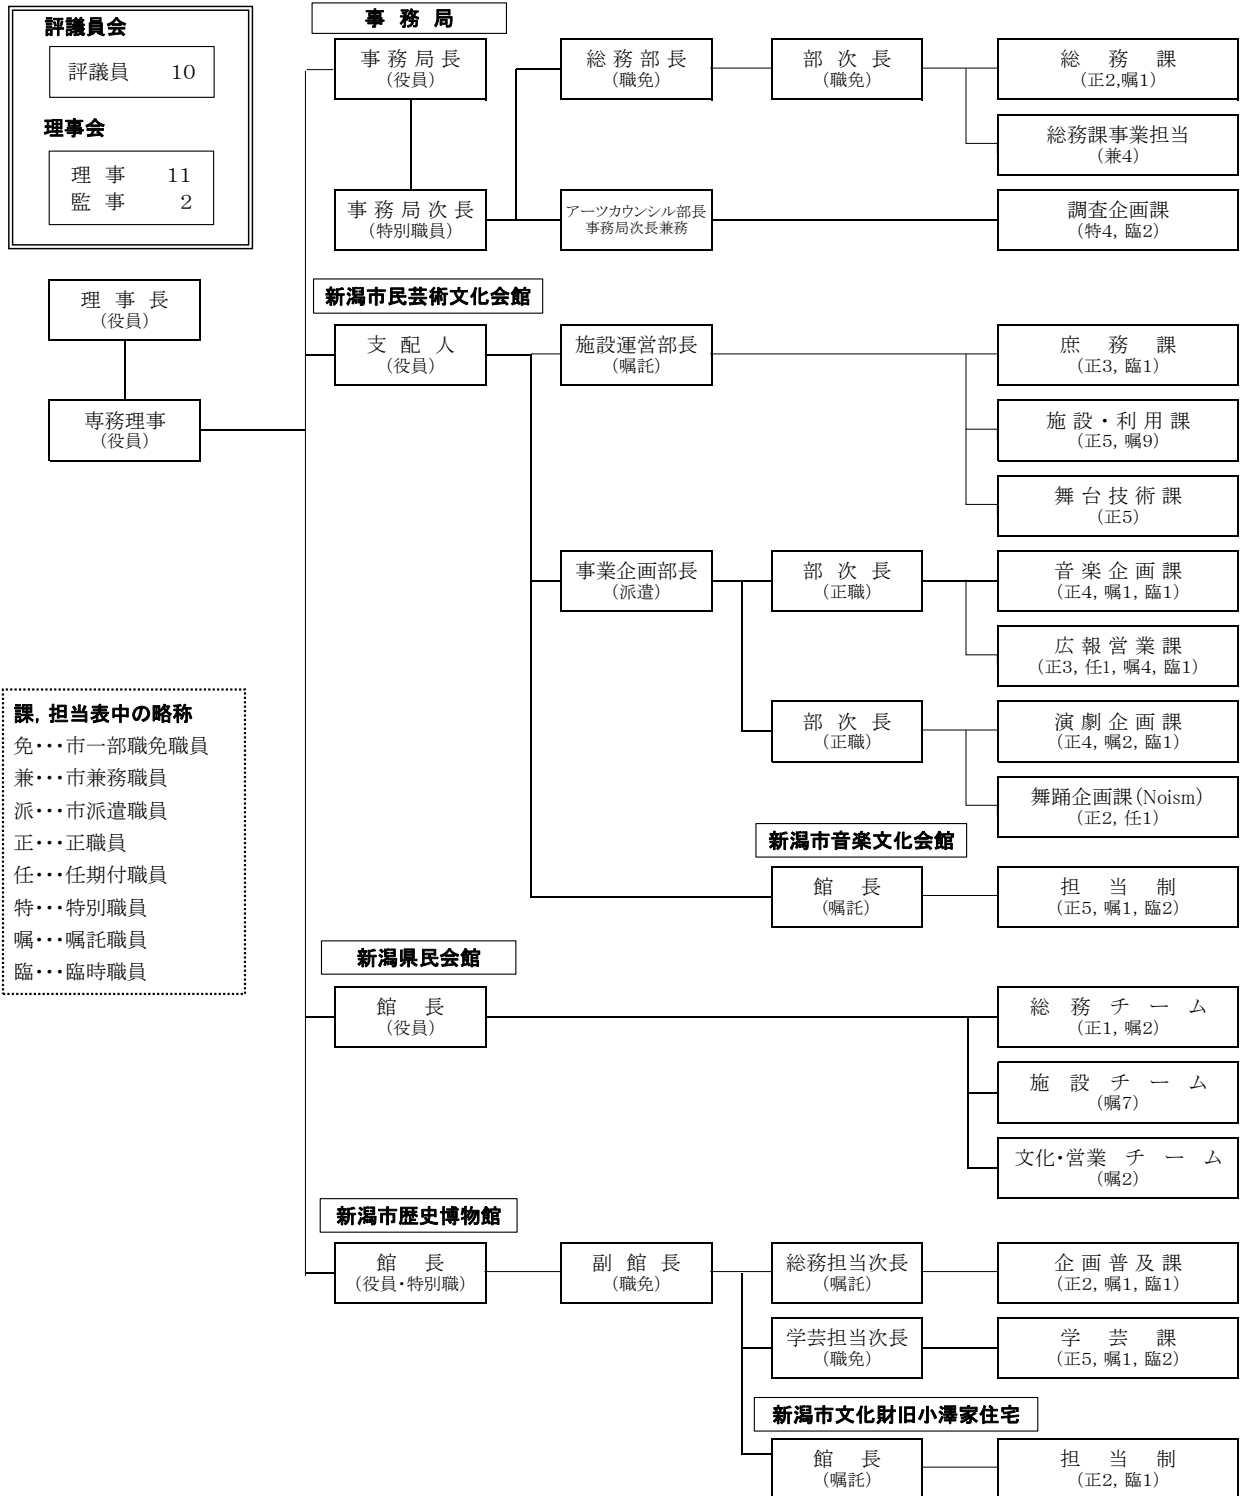 評議員会
評議員 10
理事会
理事 11
監事 2
理事長
(役員)
専務理事
(役員)
事務局
事務局長
(役員)
総務部長
(職免)
部次長
(職免)
総務課
(正2,嘱1)
総務課事業担当
(兼4)
事務局次長
(特別職員)
アーツカウンシル部長
事務局次長兼務
調査企画課
(特4, 臨2)
新潟市民芸術文化会館
支配人
(役員)
施設運営部長
(嘱託)
庶務課
(正3, 臨1)
施設・利用課
(正5, 嘱9)
舞台技術課
(正5)
事業企画部長
(派遣)
部次長
(正職)
音楽企画課
(正4, 嘱1, 臨1)
広報営業課
(正3, 任1, 嘱4, 臨1)
部次長
(正職)
演劇企画課
(正4, 嘱2, 臨1)
舞踊企画課(Noism)
(正2, 任1)
新潟市音楽文化会館
館長
(嘱託)
担当制
(正5, 嘱1, 臨2)
課, 担当表中の略称
免・・・市一部職免職員
兼・・・市兼務職員
派・・・市派遣職員
正・・・正職員
任・・・任期付職員
特・・・特別職員
嘱・・・嘱託職員
臨・・・臨時職員
新潟県民会館
館長
(役員)
総務チーム
(正1, 嘱2)
施設チーム
(嘱7)
文化・営業チーム
(嘱2)
新潟市歴史博物館
館長
(役員・特別職)
副館長
(職免)
総務担当次長
(嘱託)
企画普及課
(正2, 嘱1, 臨1)
学芸担当次長
(職免)
学芸課
(正5, 嘱1, 臨2)
新潟市文化財旧小澤家住宅
館長
(嘱託)
担当制
(正2, 臨1)